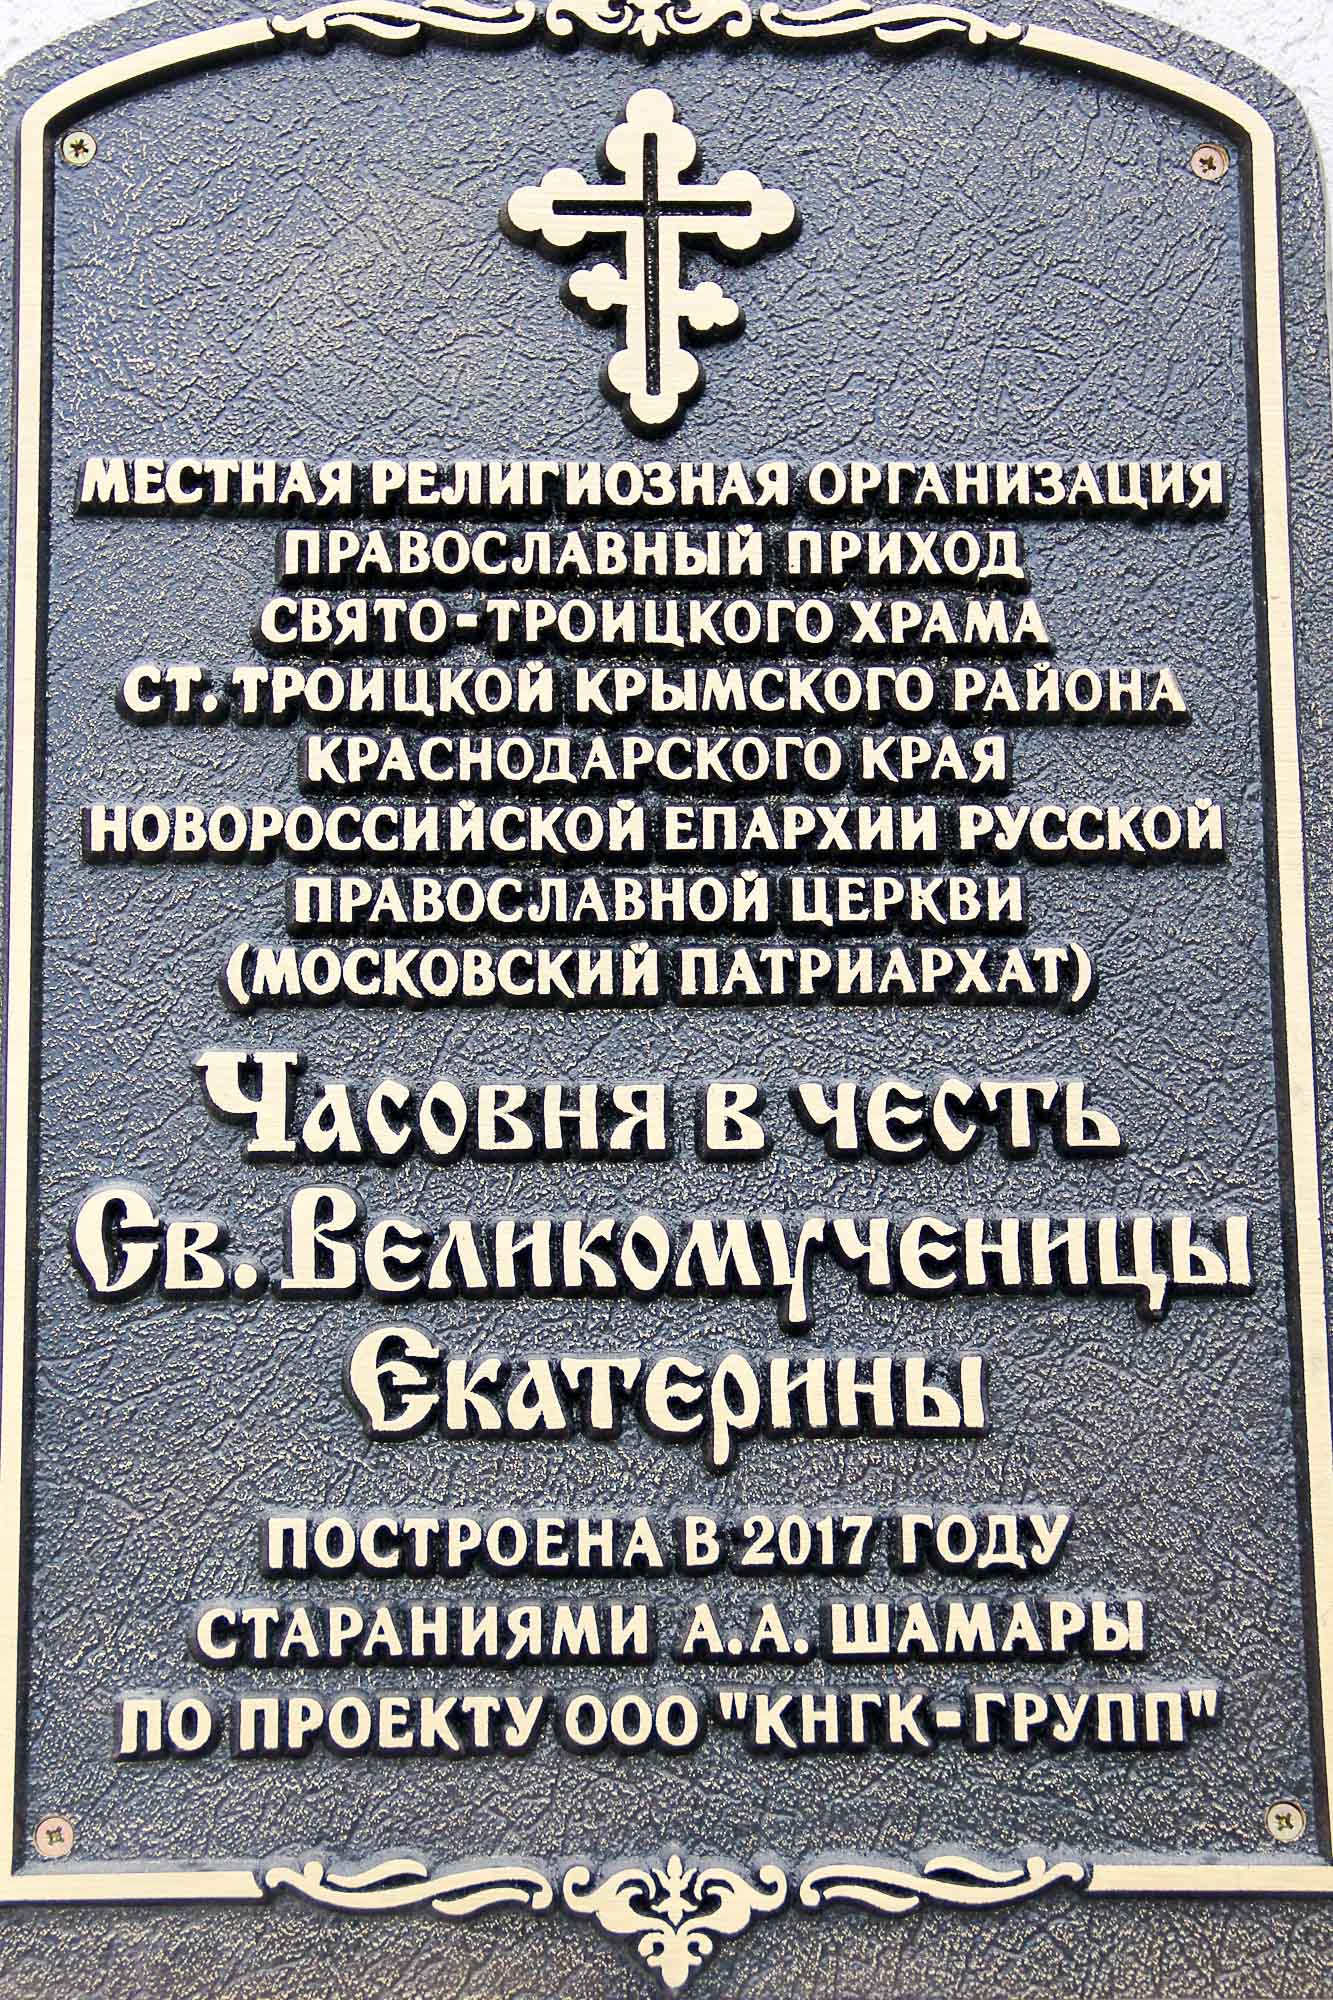 МЕСТНАЯ РЕЛИГИОЗНАЯ ОРГАНИЗАЦИЯ
ПРАВОСЛАВНЫЙ ПРИХОД
СВЯТО-ТРОИЦКОГО ХРАМА
СТ. ТРОИЦКОЙ КРЫМСКОГО РАЙОНА
КРАСНОДАРСКОГО КРАЯ
НОВОРОССИЙСКОЙ ЕПАРХИИ РУССКОЙ
ПРАВОСЛАВНОЙ ЦЕРКВИ
(МОСКОВСКИЙ ПАТРИАРХАТ)
Часовня в честь
Св. Великомученицы
Екатерины
ПОСТРОЕНА В 2017 ГОДУ
СТАРАНИЯМИ А.А. ШАМАРЫ
ПО ПРОЕКТУ ООО "КНГК-ГРУПП"